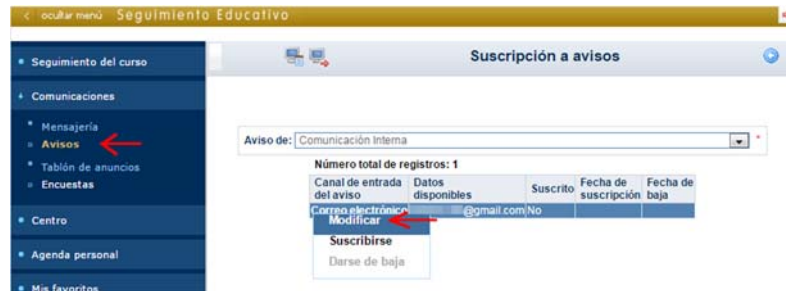 ocultar menú Seguimiento Educativo
Seguimiento del curso
Comunicaciones
Mensajería
Avisos
Tablón de anuncios
Encuestas
Centro
Agenda personal
Mis favoritos
Suscripción a avisos
Aviso de: Comunicación Interna *
Número total de registros: 1
Canal de entrada del aviso Datos disponibles Suscrito Fecha de suscripción Fecha de baja
Correo electrónico @gmail.com No
Modificar
Suscribirse
Darse de baja